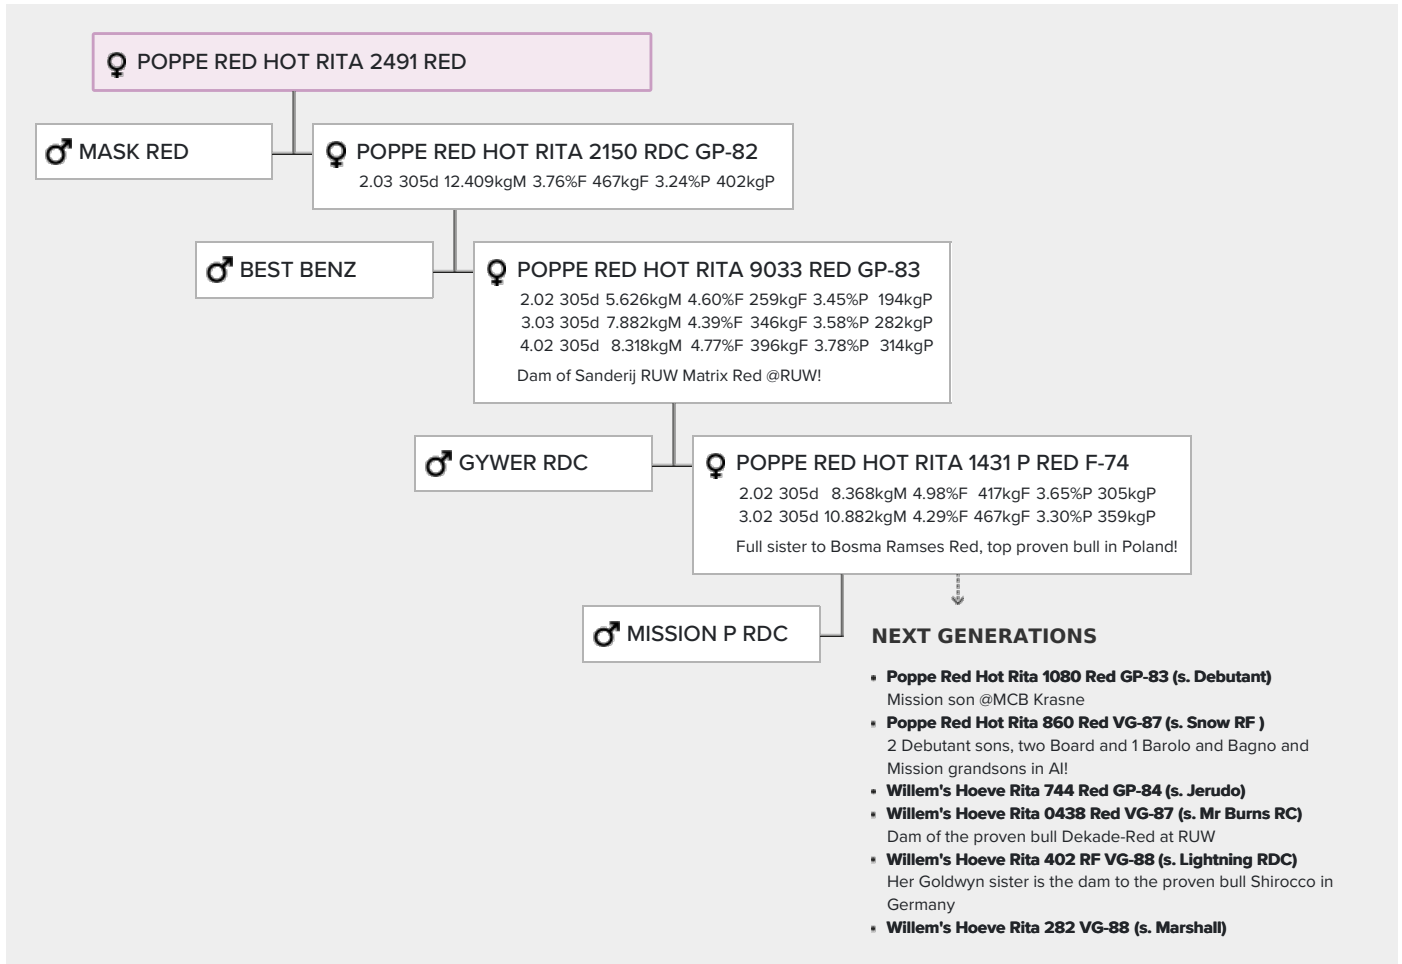 POPPE RED HOT RITA 2491 RED
MASK RED
POPPE RED HOT RITA 2150 RDC GP-82
2.03 305d 12.409kgM 3.76%F 467kgF 3.24%P 402kgP
BEST BENZ
POPPE RED HOT RITA 9033 RED GP-83
2.02 305d 5.626kgM 4.60%F 259kgF 3.45%P 194kgP
3.03 305d 7.882kgM 4.39%F 346kgF 3.58%P 282kgP
4.02 305d 8.318kgM 4.77%F 396kgF 3.78%P 314kgP
Dam of Sanderij RUW Matrix Red @RUW!
GYWER RDC
POPPE RED HOT RITA 1431 P RED F-74
2.02 305d 8.368kgM 4.98%F 417kgF 3.65%P 305kgP
3.02 305d 10.882kgM 4.29%F 467kgF 3.30%P 359kgP
Full sister to Bosma Ramses Red, top proven bull in Poland!
MISSION P RDC
NEXT GENERATIONS
Poppe Red Hot Rita 1080 Red GP-83 (s. Debutant)
Mission son @MCB Krasne
Poppe Red Hot Rita 860 Red VG-87 (s. Snow RF )
2 Debutant sons, two Board and 1 Barolo and Bagno and
Mission grandsons in AI!
Willem's Hoeve Rita 744 Red GP-84 (s. Jerudo)
Willem's Hoeve Rita 0438 Red VG-87 (s. Mr Burns RC)
Dam of the proven bull Dekade-Red at RUW
Willem's Hoeve Rita 402 RF VG-88 (s. Lightning RDC)
Her Goldwyn sister is the dam to the proven bull Shirocco in
Germany
Willem's Hoeve Rita 282 VG-88 (s. Marshall)